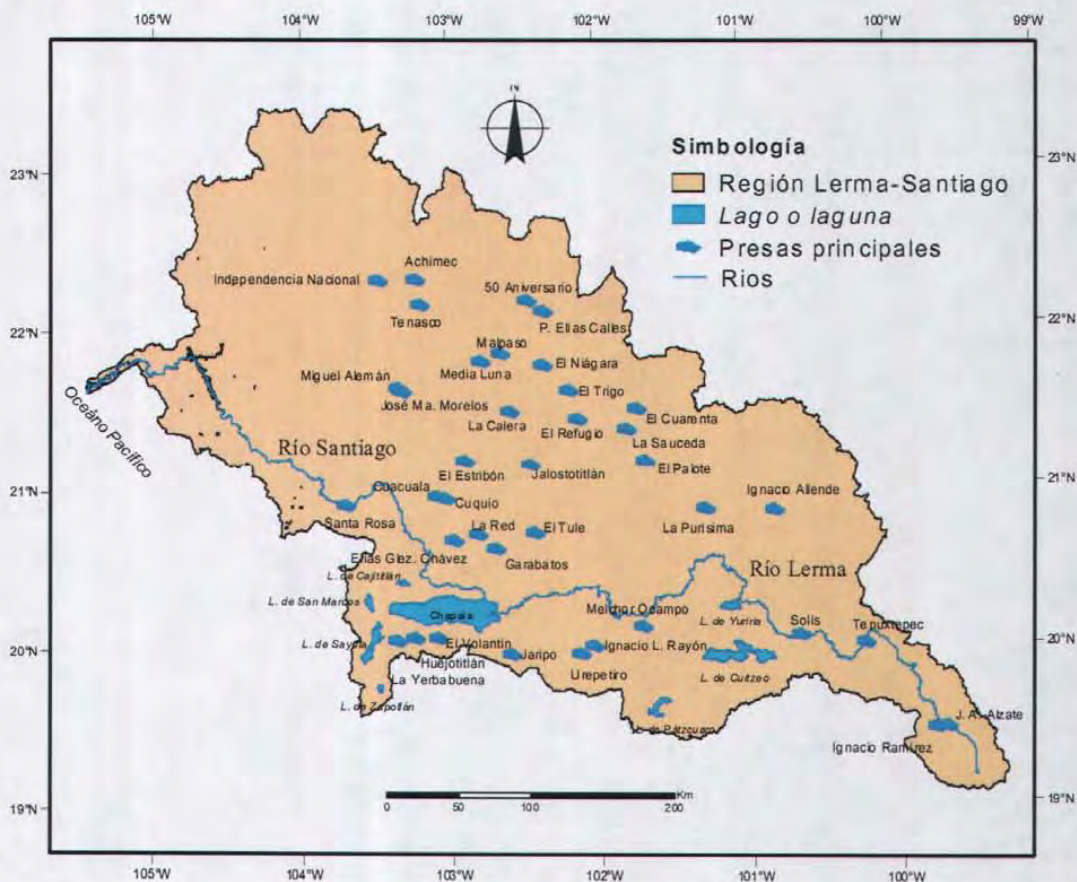 105°W 104°W 103°W 102°W 101°W 100°W 99°W
N
Simbología
Región Lerma-Santiago
Lago o laguna
Presas principales
Rios
23°N 23°N
22°N 22°N
21°N 21°N
20°N 20°N
19°N 19°N
Achimec
Independencia Nacional
50 Aniversario
Tenasco
P. Elías Calles
Malpaso
El Niágara
Media Luna
Miguel Alemán
El Trigo
José Ma. Morelos
La Calera
El Cuarenta
El Refugio
La Sauceda
Océano Pacífico
Río Santiago
El Estribón
Jalostotitlán
El Palote
Cuacuala
Cuquio
Ignacio Allende
Santa Rosa
La Red
El Tule
La Purísima
Elías Glez. Chávez
Garabatos
Río Lerma
L. de Cajititlán
L. de San Marcos
Chapala
Melchor Ocampo
L. de Yuriria
Solís
Tepuxtepec
L. de Sayula
El Volantín
Ignacio L. Rayón
Huejotitlán
Jaripo
Urepetiro
L. de Cuitzeo
La Yerbabuena
L. de Zapotlán
L. de Pátzcuaro
J. A. Alzate
Ignacio Ramírez
Km
0 50 100 200
105°W 104°W 103°W 102°W 101°W 100°W